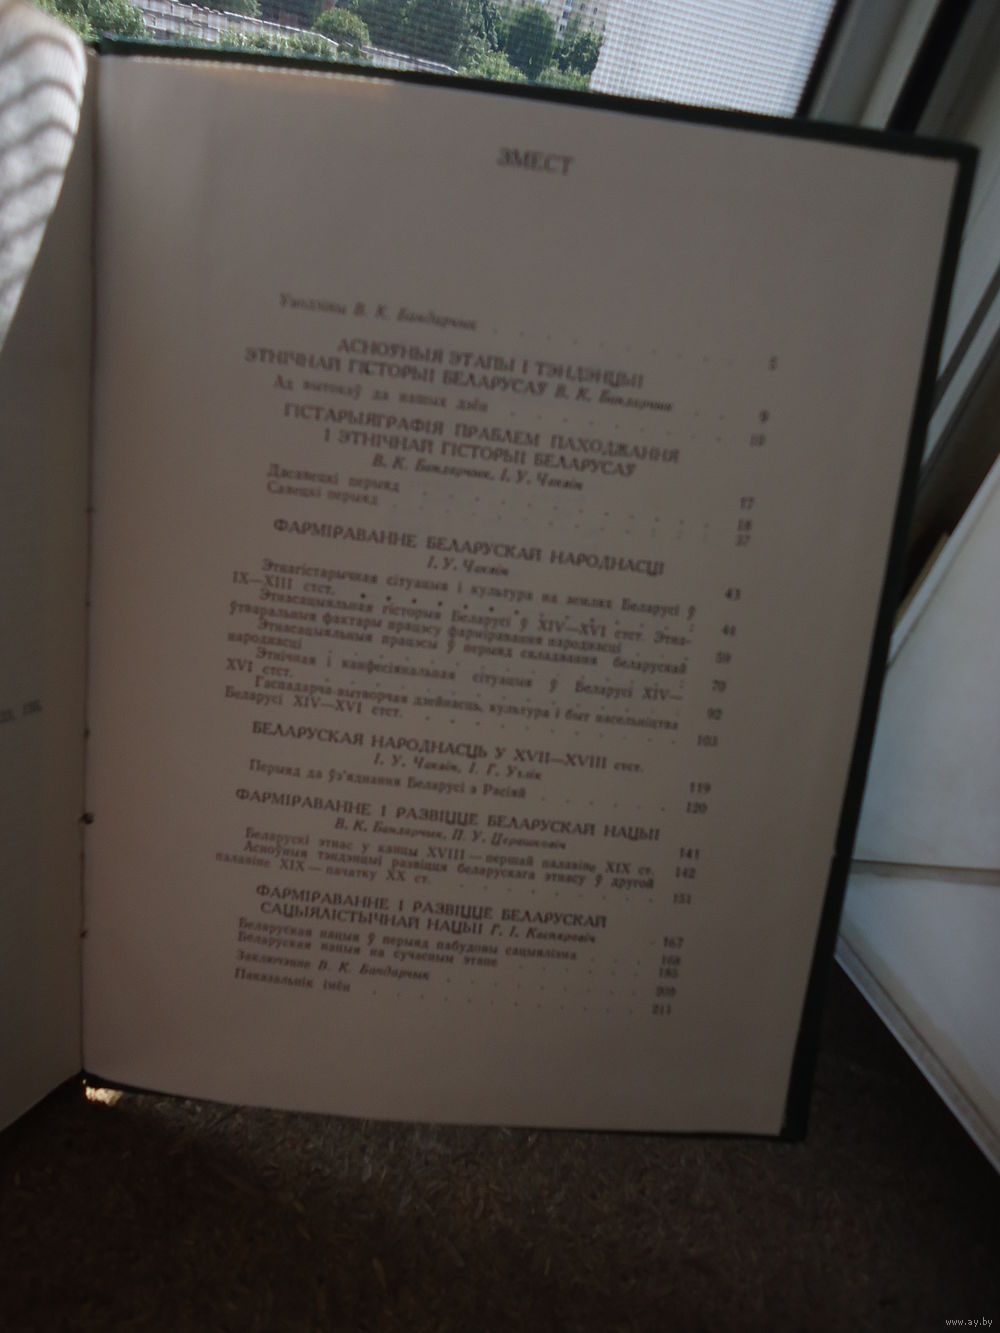 ЗМЕСТ
Уводзіны В. К. Бандарчык . . . 5
АСНОЎНЫЯ ЭТАПЫ І ТЭНДЭНЦЫІ
ЭТНІЧНАЙ ГІСТОРЫІ БЕЛАРУСАЎ В. К. Бандарчык . . 9
Ад вытокаў да нашых дзён . . . 10
ГІСТАРЫЯГРАФІЯ ПРАБЛЕМ ПАХОДЖАННЯ
І ЭТНІЧНАЙ ГІСТОРЫІ БЕЛАРУСАЎ
В. К. Бандарчык, І. У. Чаквін . . . 17
Дасавецкі перыяд . . . 18
Савецкі перыяд . . . 27
ФАРМІРАВАННЕ БЕЛАРУСКАЙ НАРОДНАСЦІ
І. У. Чаквін . . . 43
Этнагістарычная сітуацыя і культура на землях Беларусі ў
IX—XIII стст. . . . 44
Этнасацыяльная гісторыя Беларусі ў XIV—XVI стст. Этна-
ўтваральныя фактары працэсу фарміравання народнасці . . . 59
Этнасацыяльныя працэсы ў перыяд складвання беларускай
народнасці . . . 70
Этнічная і канфесіянальная сітуацыя ў Беларусі XIV—
XVI стст. . . . 92
Гаспадарча-вытворчая дзейнасць, культура і быт насельніцтва
Беларусі XIV—XVI стст. . . . 103
БЕЛАРУСКАЯ НАРОДНАСЦЬ У XVII—XVIII стст.
І. У. Чаквін, І. Г. Углік . . . 119
Перыяд да ўз'яднання Беларусі з Расіяй . . . 120
ФАРМІРАВАННЕ І РАЗВІЦЦЕ БЕЛАРУСКАЙ НАЦЫІ
В. К. Бандарчык, П. У. Церашковіч . . . 141
Беларускі этнас у канцы XVIII — першай палавіне XIX ст. 142
Асноўныя тэндэнцыі развіцця беларускага этнасу ў другой
палавіне XIX — пачатку XX ст. . . . 151
ФАРМІРАВАННЕ І РАЗВІЦЦЕ БЕЛАРУСКАЙ
САЦЫЯЛІСТЫЧНАЙ НАЦЫІ Г. І. Каспяровіч . 167
Беларуская нацыя ў перыяд пабудовы сацыялізма . . . 168
Беларуская нацыя на сучасным этапе . . . 185
Заключэнне В. К. Бандарчык . . . 209
Паказальнік імён . . . 211
www.ay.by